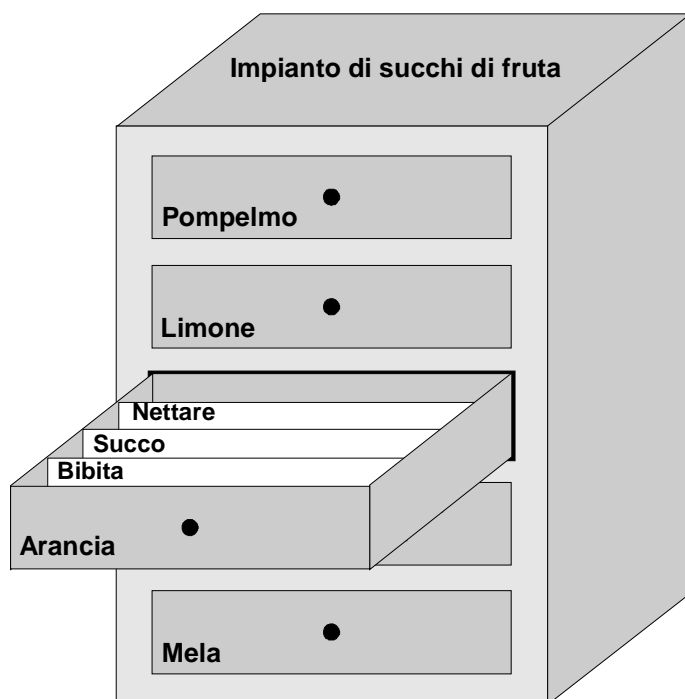 Impianto di succhi di fruta
Pompelmo
Limone
Nettare
Succo
Bibita
Arancia
Mela